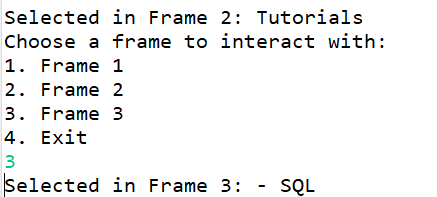 Selected in Frame 2: Tutorials
Choose a frame to interact with:
1. Frame 1
2. Frame 2
3. Frame 3
4. Exit
3
Selected in Frame 3: - SQL